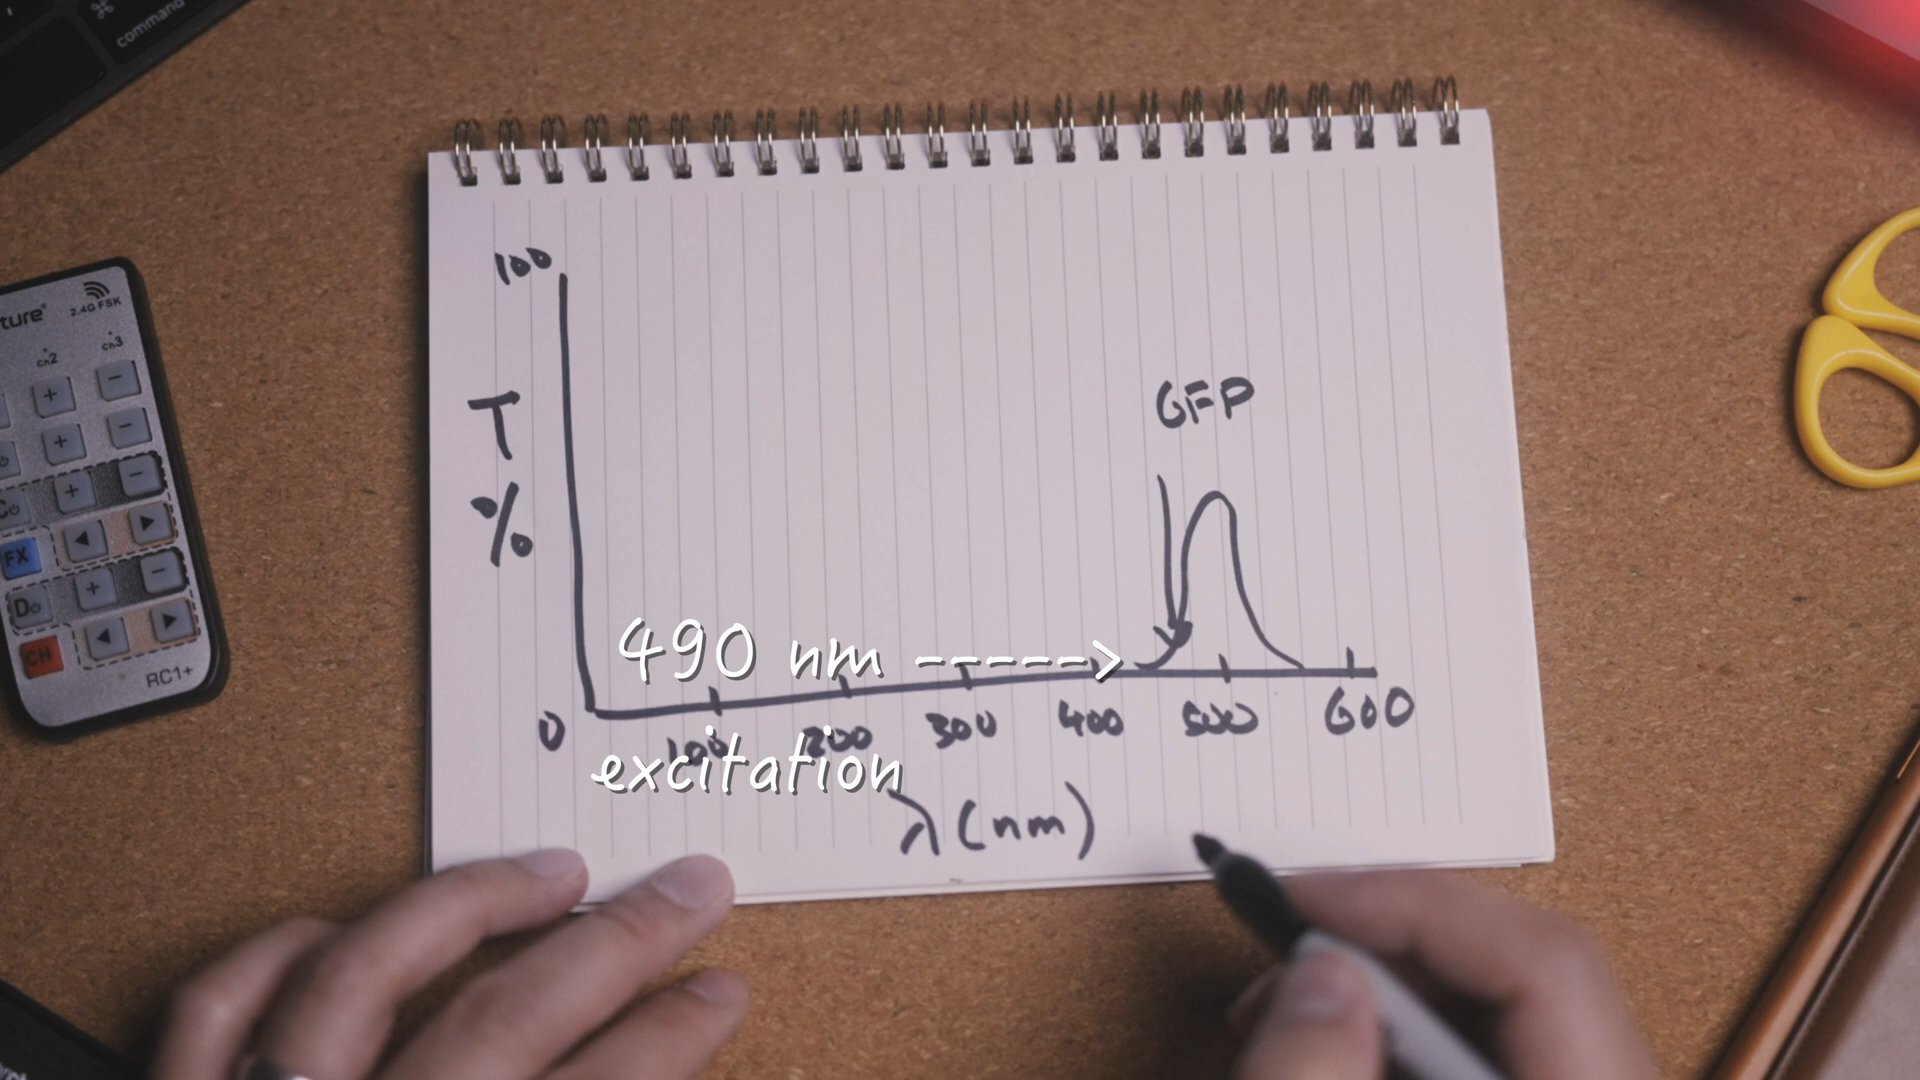 command
100
T
%
GFP
490 nm ----->
0
100
200
300
400
500
600
excitation
λ (nm)
ture
2.4G FSK
ch2
ch3
FX
D
CH
RC1+